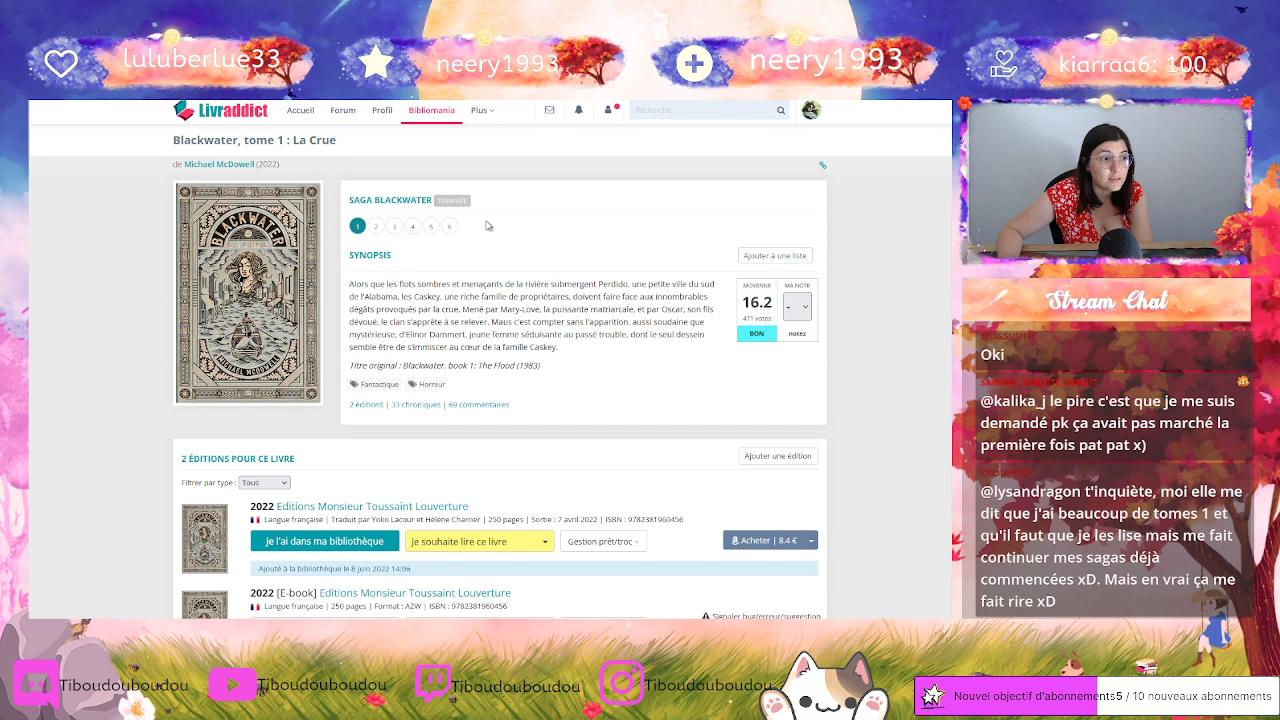 luluberlue33
neery1993
neery1993
kiarraa6: 100
Livraddict
Accueil
Forum
Profil
Bibliomania
Plus
Recherche
Blackwater, tome 1 : La Crue
de Michael McDowell (2022)
BLACKWATER
MICHAEL MCDOWELL
SAGA BLACKWATER TERMINÉE
1 2 3 4 5 6
SYNOPSIS
Ajouter à une liste
Alors que les flots sombres et menaçants de la rivière submergent Perdido, une petite ville du sud
de l'Alabama, les Caskey, une riche famille de propriétaires, doivent faire face aux innombrables
dégâts provoqués par la crue. Mené par Mary-Love, la puissante matriarcale, et par Oscar, son fils
dévoué, le clan s'apprête à se relever. Mais c'est compter sans l'apparition, aussi soudaine que
mystérieuse, d'Elinor Dammert, jeune femme séduisante au passé trouble, dont le seul dessein
semble être de s'immiscer au cœur de la famille Caskey.
MOYENNE
16.2
471 votes
BON
MA NOTE
-
notez
Titre original : Blackwater, book 1: The Flood (1983)
Fantastique
Horreur
2 éditions | 33 chroniques | 69 commentaires
2 ÉDITIONS POUR CE LIVRE
Ajouter une édition
Filtrer par type : Tous
2022 Editions Monsieur Toussaint Louverture
Langue française | Traduit par Yoko Lacour et Hélène Charrier | 250 pages | Sortie : 7 avril 2022 | ISBN : 9782381960456
Je l'ai dans ma bibliothèque
Je souhaite lire ce livre
Gestion prêt/troc
Acheter | 8.4 €
Ajouté à la bibliothèque le 8 juin 2022 14:06
2022 [E-book] Editions Monsieur Toussaint Louverture
Langue française | 250 pages | Format : AZW | ISBN : 9782381960456
Signaler bug/erreur/suggestion
Stream Chat
Oki
@kalika_j le pire c'est que je me suis
demandé pk ça avait pas marché la
première fois pat pat x)
@lysandragon t'inquiète, moi elle me
dit que j'ai beaucoup de tomes 1 et
qu'il faut que je les lise mais me fait
continuer mes sagas déjà
commencées xD. Mais en vrai ça me
fait rire xD
Tiboudouboudou
Tiboudouboudou
Tiboudouboudou
Tiboudouboudou
Nouvel objectif d'abonnements5 / 10 nouveaux abonnements